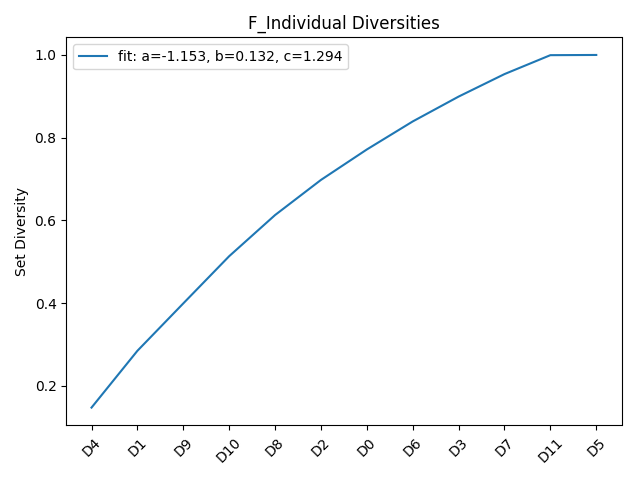 F_Individual Diversities
fit: a=-1.153, b=0.132, c=1.294
Set Diversity
1.0
0.8
0.6
0.4
0.2
D4
D1
D9
D10
D8
D2
D0
D6
D3
D7
D11
D5